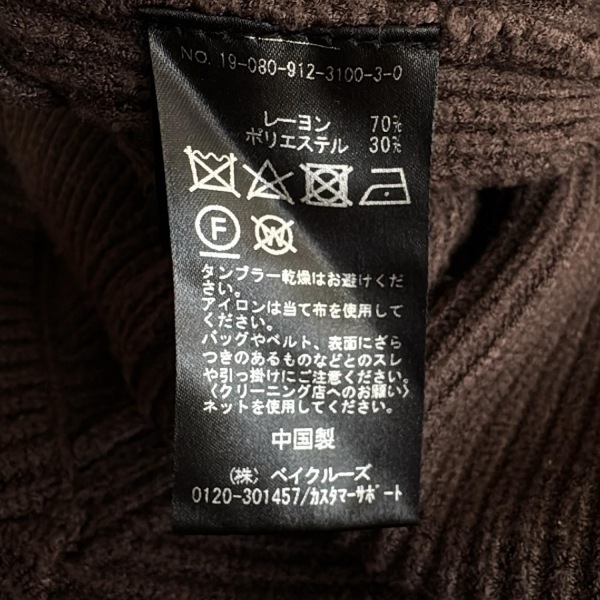 NO. 19-080-912-3100-3-0
レーヨン 70%
ポリエステル 30%
F
W
タンブラー乾燥はお避けくだ
さい。
アイロンは当て布を使用して
ください。
バッグやベルト、表面にざら
つきのあるものなどとのスレ
や引っ掛けにご注意ください。
〈クリーニング店へのお願い〉
ネットを使用してください。
中国製
(株) ベイクルーズ
0120-301457/カスタマーサポート